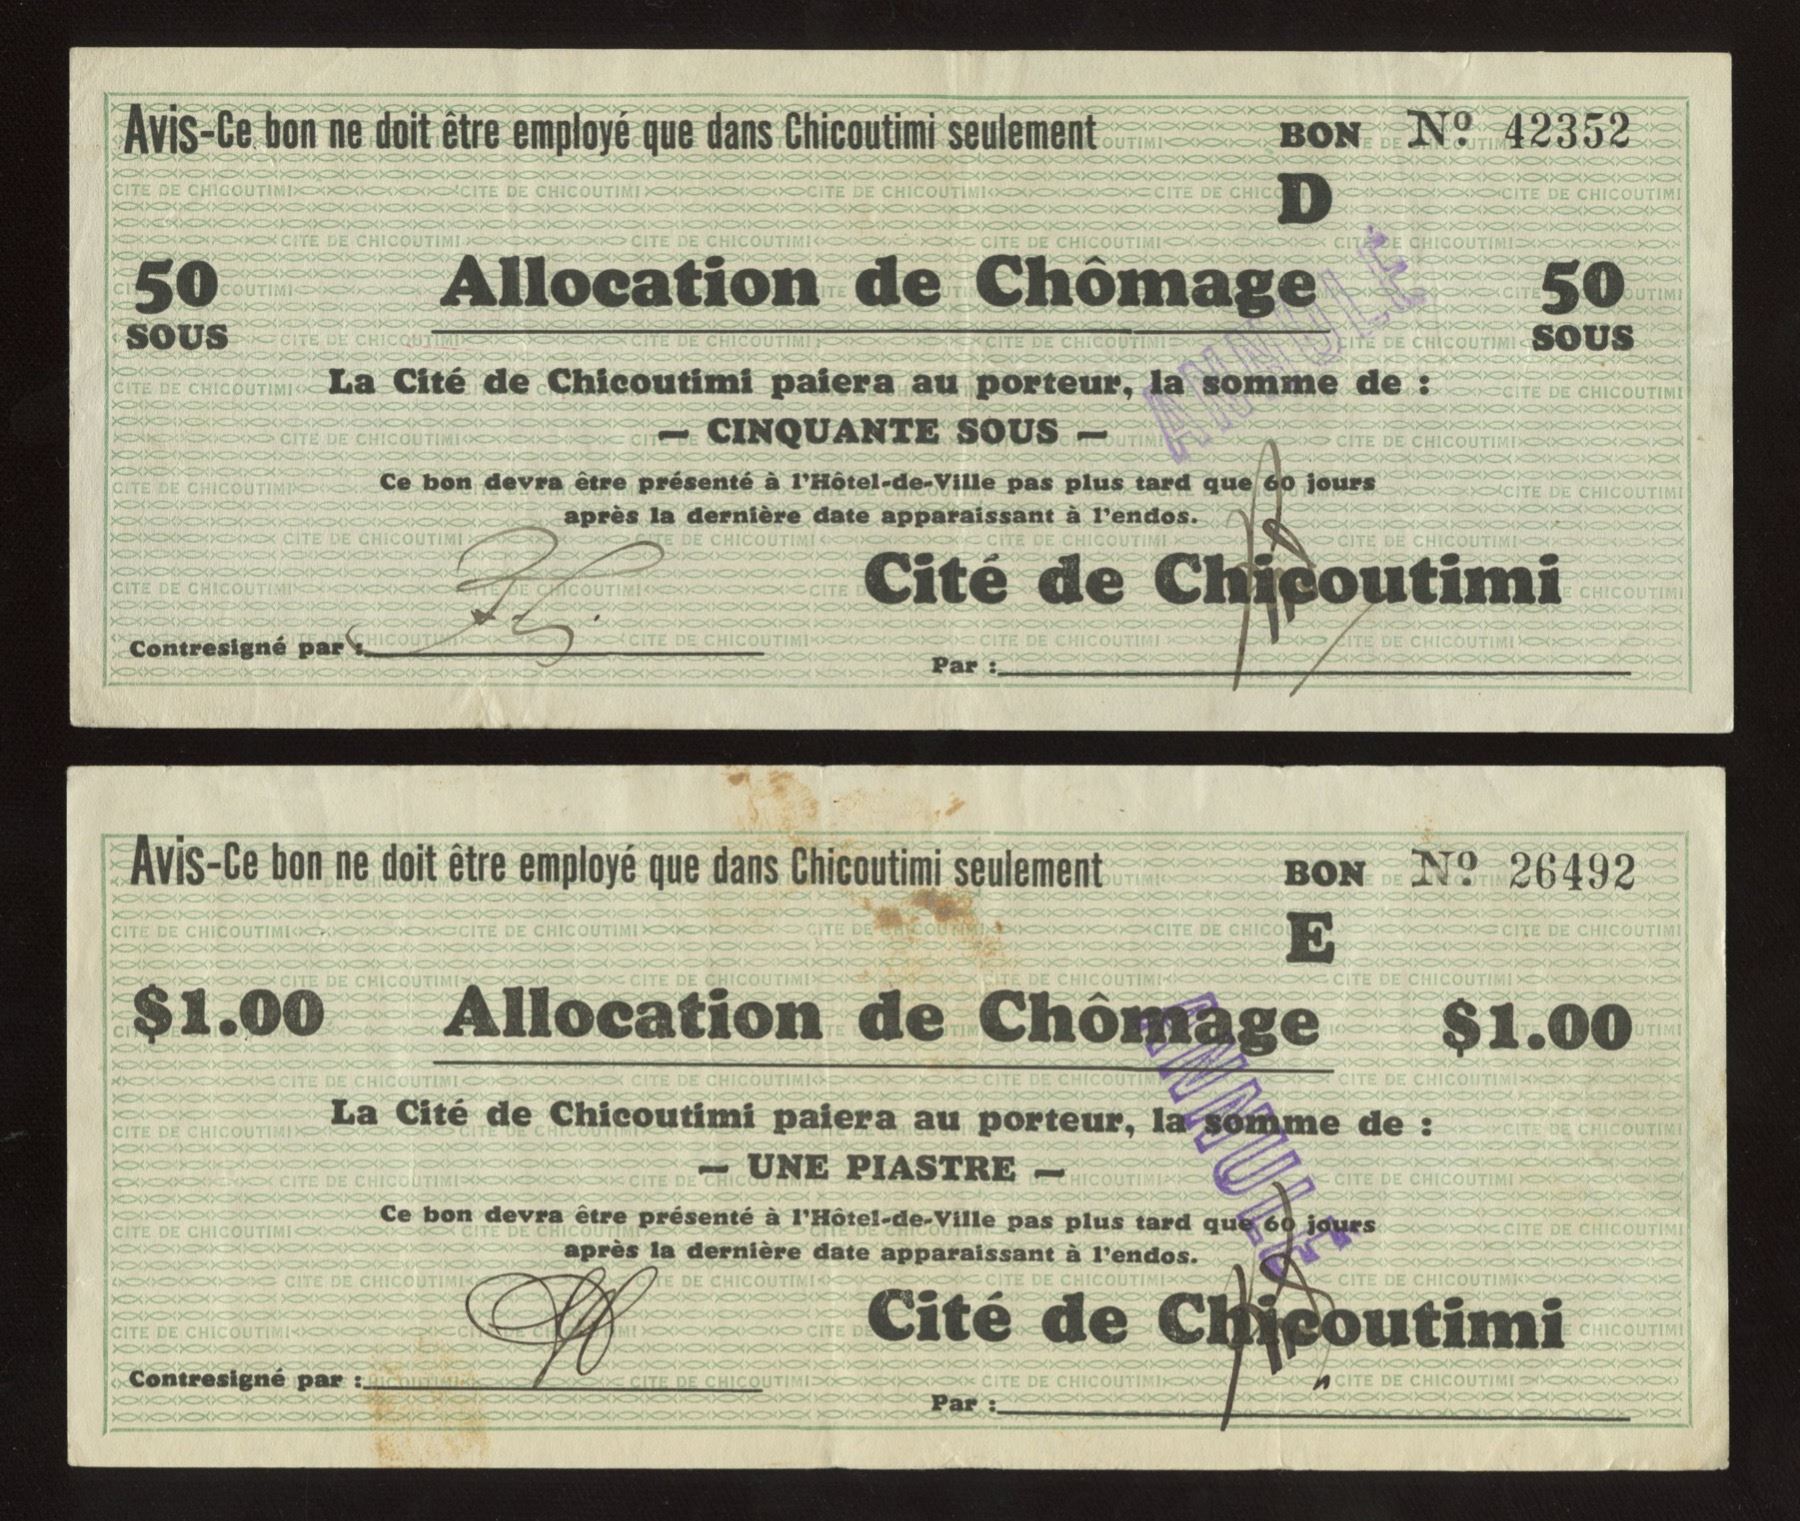 Avis-Ce bon ne doit être employé que dans Chicoutimi seulement BON Nº 42352
D
50 SOUS Allocation de Chômage 50 SOUS
ANNULÉ
La Cité de Chicoutimi paiera au porteur, la somme de :
— CINQUANTE SOUS —
Ce bon devra être présenté à l'Hôtel-de-Ville pas plus tard que 60 jours
après la dernière date apparaissant à l'endos.
Cité de Chicoutimi
Contresigné par :
Par :
Avis-Ce bon ne doit être employé que dans Chicoutimi seulement BON Nº 26492
E
$1.00 Allocation de Chômage $1.00
ANNULÉ
La Cité de Chicoutimi paiera au porteur, la somme de :
— UNE PIASTRE —
Ce bon devra être présenté à l'Hôtel-de-Ville pas plus tard que 60 jours
après la dernière date apparaissant à l'endos.
Cité de Chicoutimi
Contresigné par :
Par :